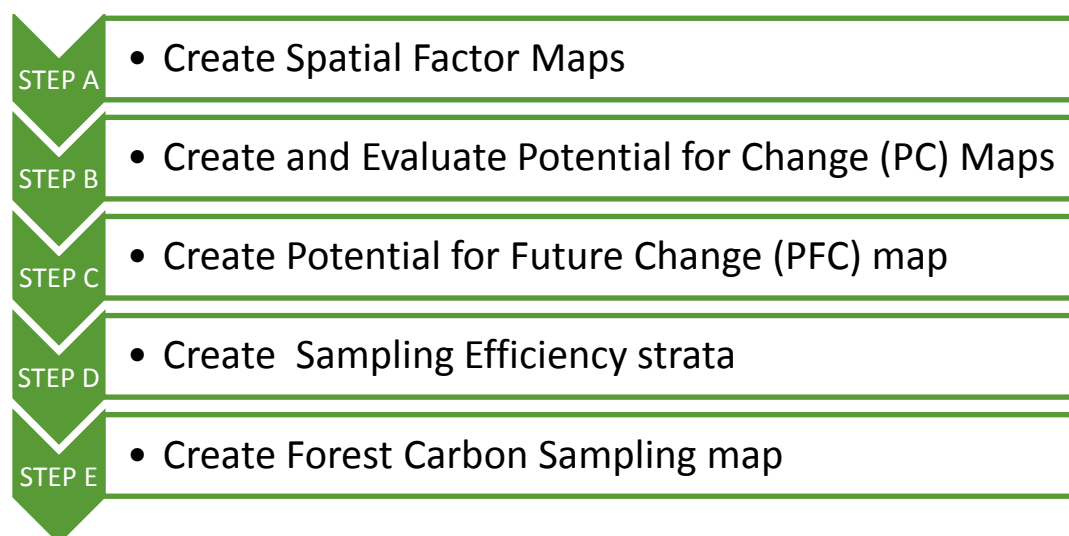 STEP A
• Create Spatial Factor Maps
STEP B
• Create and Evaluate Potential for Change (PC) Maps
STEP C
• Create Potential for Future Change (PFC) map
STEP D
• Create  Sampling Efficiency strata
STEP E
• Create Forest Carbon Sampling map